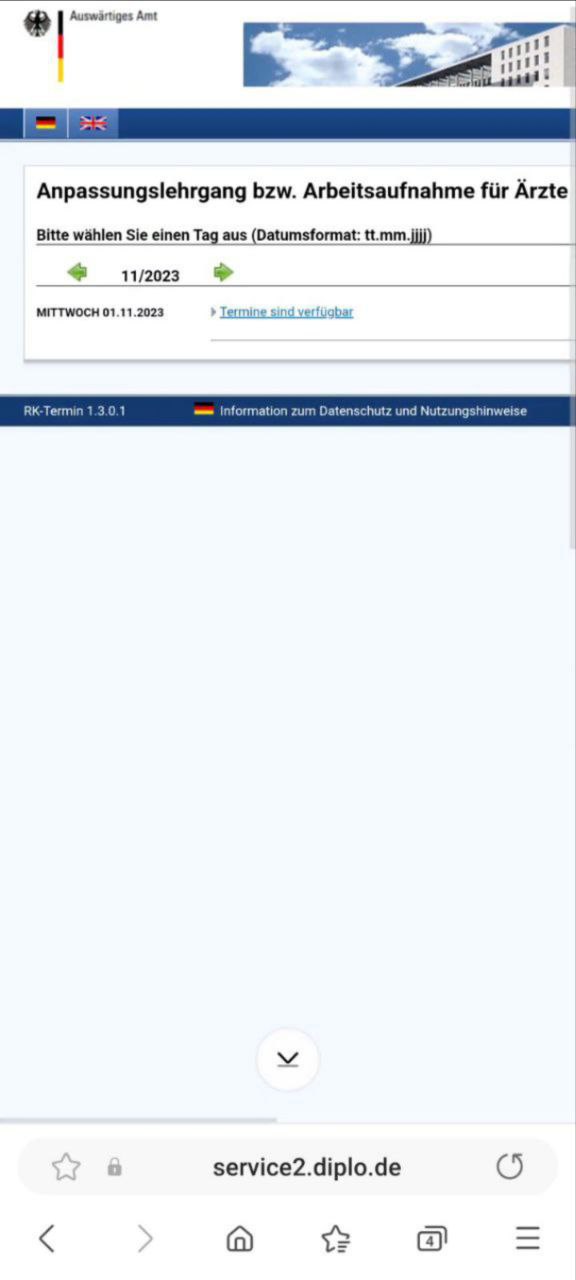 Auswärtiges Amt
Anpassungslehrgang bzw. Arbeitsaufnahme für Ärzte
Bitte wählen Sie einen Tag aus (Datumsformat: tt.mm.jjjj)
11/2023
MITTWOCH 01.11.2023 Termine sind verfügbar
RK-Termin 1.3.0.1 Information zum Datenschutz und Nutzungshinweise
service2.diplo.de
4